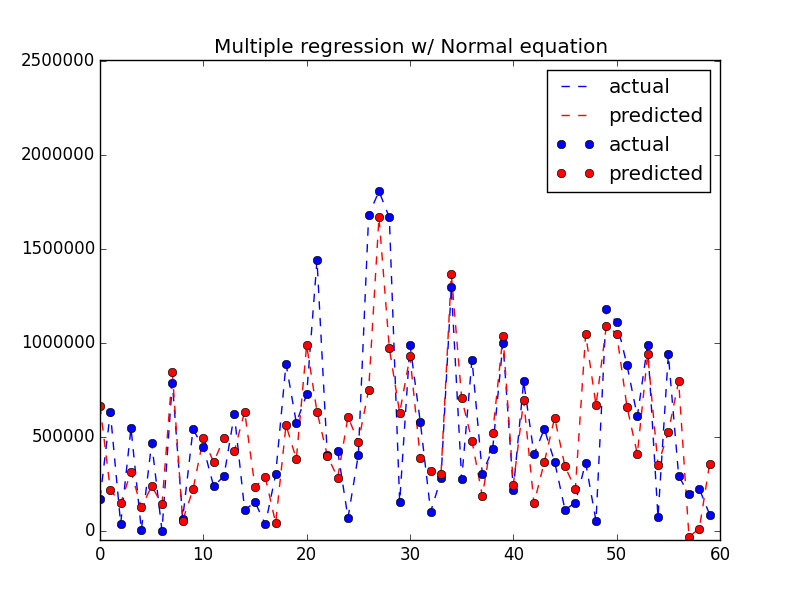 Multiple regression w/ Normal equation
2500000
2000000
1500000
1000000
500000
0
0 10 20 30 40 50 60
actual
predicted
actual
predicted